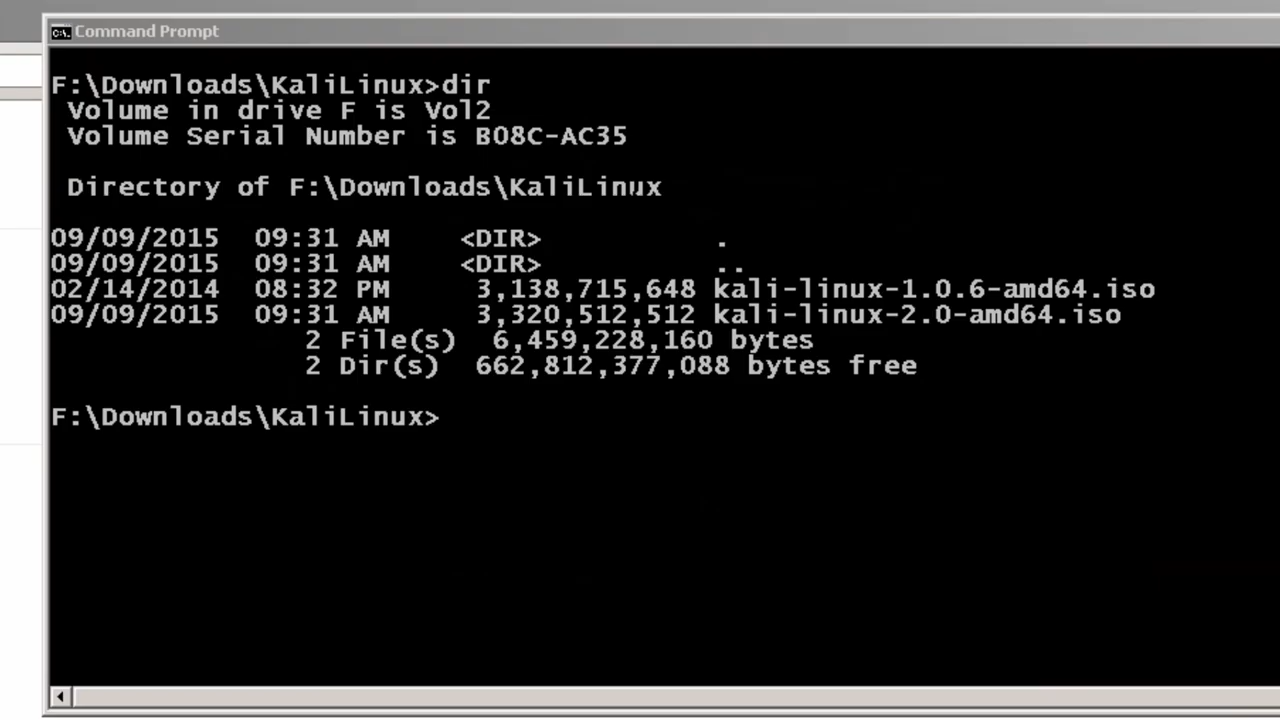 Command Prompt
F:\Downloads\KaliLinux>dir
 Volume in drive F is Vol2
 Volume Serial Number is B08C-AC35
 Directory of F:\Downloads\KaliLinux
09/09/2015  09:31 AM    <DIR>          .
09/09/2015  09:31 AM    <DIR>          ..
02/14/2014  08:32 PM     3,138,715,648 kali-linux-1.0.6-amd64.iso
09/09/2015  09:31 AM     3,320,512,512 kali-linux-2.0-amd64.iso
               2 File(s)  6,459,228,160 bytes
               2 Dir(s)  662,812,377,088 bytes free
F:\Downloads\KaliLinux>